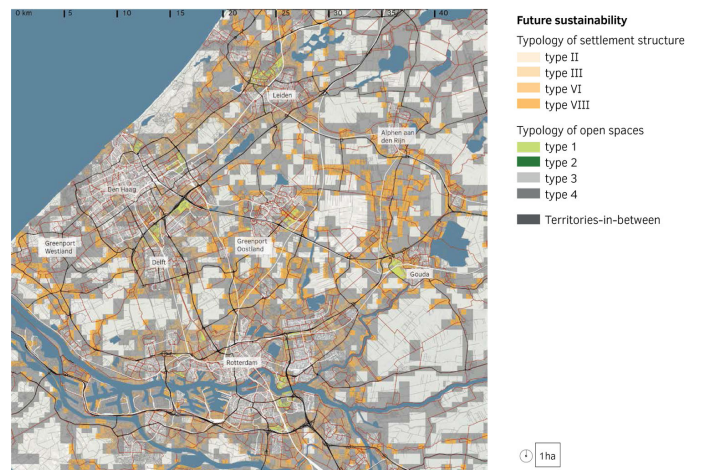 0 km 5 10 15 20 25 30 35 40
Leiden
Alphen aan
den Rijn
Den Haag
Greenport
Westland
Greenport
Oostland
Delft
Gouda
Rotterdam
Future sustainability
Typology of settlement structure
type II
type III
type VI
type VIII
Typology of open spaces
type 1
type 2
type 3
type 4
Territories-in-between
1 ha